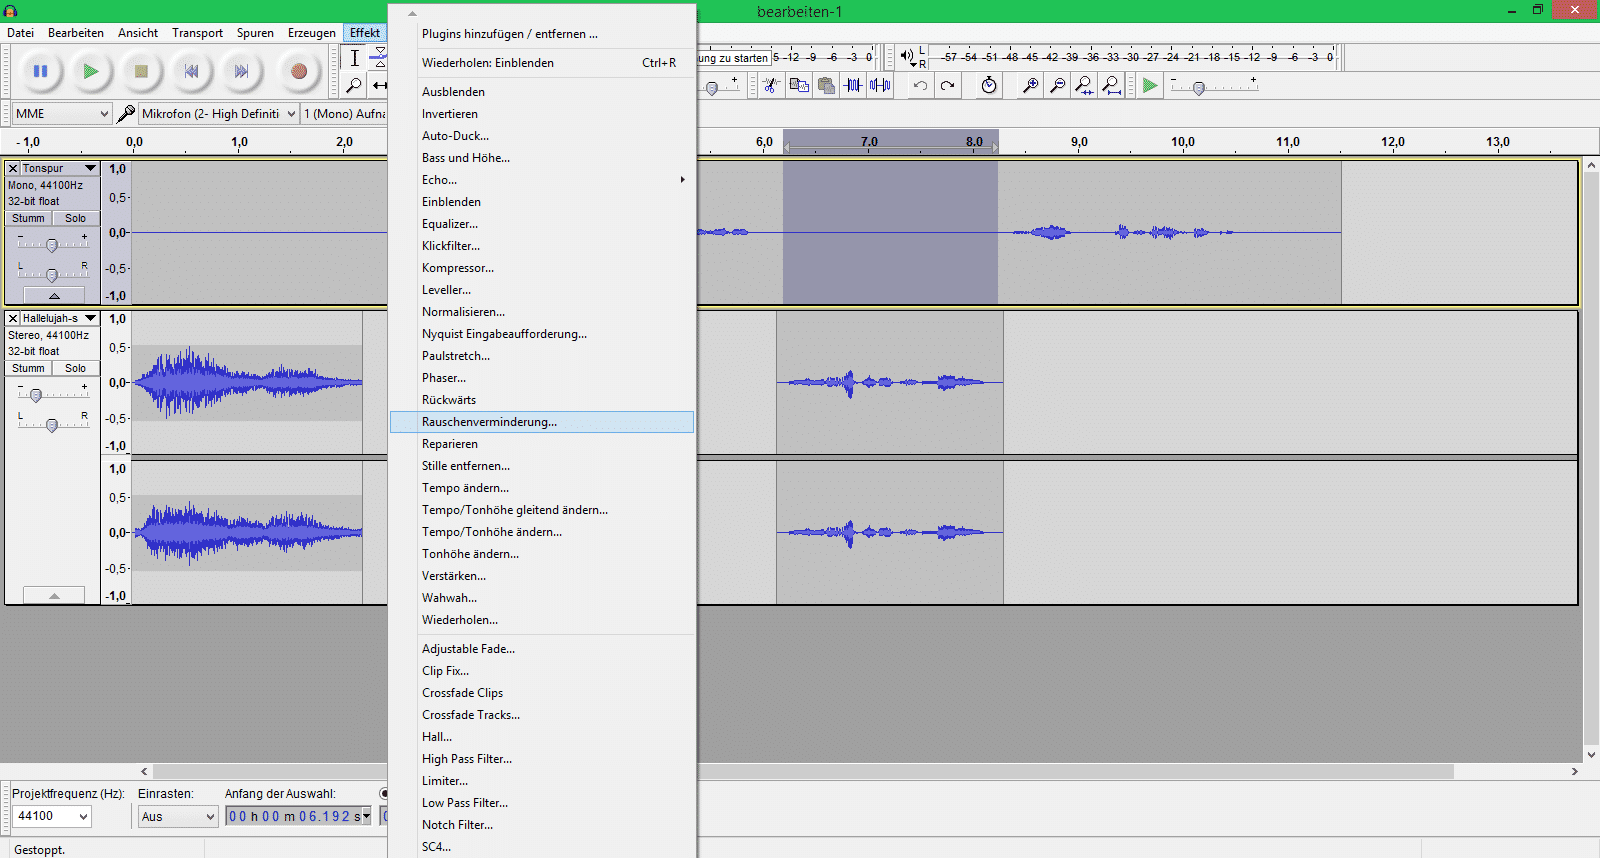 bearbeiten-1
Datei Bearbeiten Ansicht Transport Spuren Erzeugen Effekt
Plugins hinzufügen / entfernen ...
Wiederholen: Einblenden Ctrl+R
Ausblenden
Invertieren
Auto-Duck...
Bass und Höhe...
Echo...
Einblenden
Equalizer...
Klickfilter...
Kompressor...
Leveller...
Normalisieren...
Nyquist Eingabeaufforderung...
Paulstretch...
Phaser...
Rückwärts
Rauschenverminderung...
Reparieren
Stille entfernen...
Tempo ändern...
Tempo/Tonhöhe gleitend ändern...
Tempo/Tonhöhe ändern...
Tonhöhe ändern...
Verstärken...
Wahwah...
Wiederholen...
Adjustable Fade...
Clip Fix...
Crossfade Clips
Crossfade Tracks...
Hall...
High Pass Filter...
Limiter...
Low Pass Filter...
Notch Filter...
SC4...
ung zu starten 5 -12 -9 -6 -3 0
L
R
-57 -54 -51 -48 -45 -42 -39 -36 -33 -30 -27 -24 -21 -18 -15 -12 -9 -6 -3 0
- +
MME Mikrofon (2- High Definiti 1 (Mono) Aufna
- 1,0 0,0 1,0 2,0 6,0 7.0 8.0 9,0 10,0 11,0 12,0 13,0
Tonspur
Mono, 44100Hz
32-bit float
Stumm Solo
- +
L R
1,0
0,5-
0,0-
-0,5-
-1,0
Hallelujah-s
Stereo, 44100Hz
32-bit float
Stumm Solo
- +
L R
1,0
0,5-
0,0-
-0,5-
-1,0
1,0
0,5-
0,0-
-0,5-
-1,0
Projektfrequenz (Hz): Einrasten: Anfang der Auswahl:
44100 Aus 00 h 00 m 06.192 s
Gestoppt.